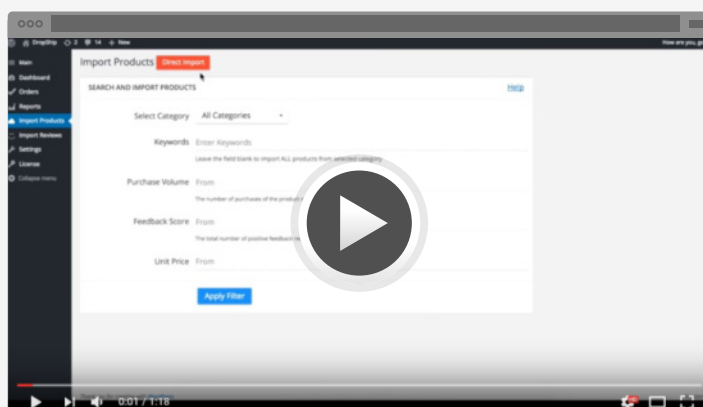 DropShip 2 14 + New How are you,
Main
Dashboard
Orders
Reports
Import Products
Import Reviews
Settings
License
Collapse menu
Import Products Direct Import
SEARCH AND IMPORT PRODUCTS Help
Select Category All Categories
Keywords Enter Keywords
Leave the field blank to import ALL products from selected category
Purchase Volume From
The number of purchases of the product
Feedback Score From
The total number of positive feedback
Unit Price From
Apply Filter
0:01 / 1:18